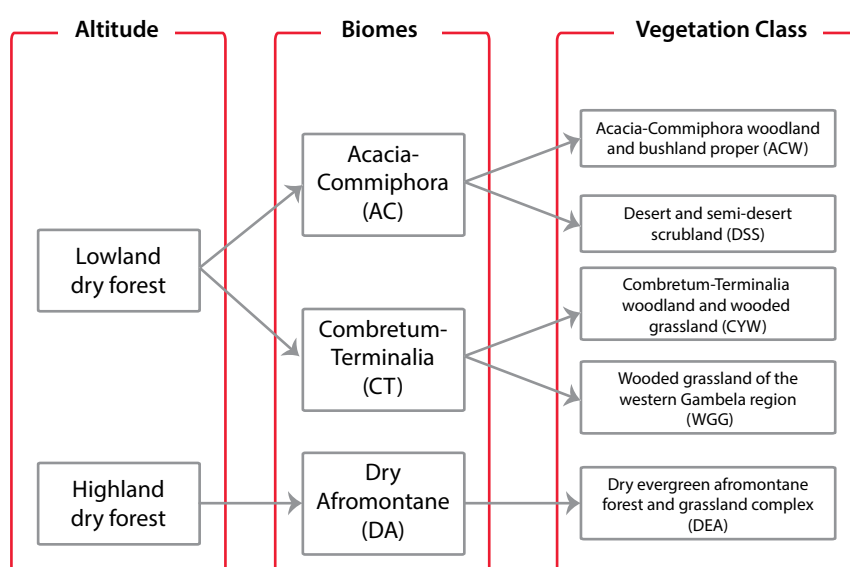 Altitude
Biomes
Vegetation Class
Lowland
dry forest
Highland
dry forest
Acacia-
Commiphora
(AC)
Combretum-
Terminalia
(CT)
Dry
Afromontane
(DA)
Acacia-Commiphora woodland
and bushland proper (ACW)
Desert and semi-desert
scrubland (DSS)
Combretum-Terminalia
woodland and wooded
grassland (CYW)
Wooded grassland of the
western Gambela region
(WGG)
Dry evergreen afromontane
forest and grassland complex
(DEA)